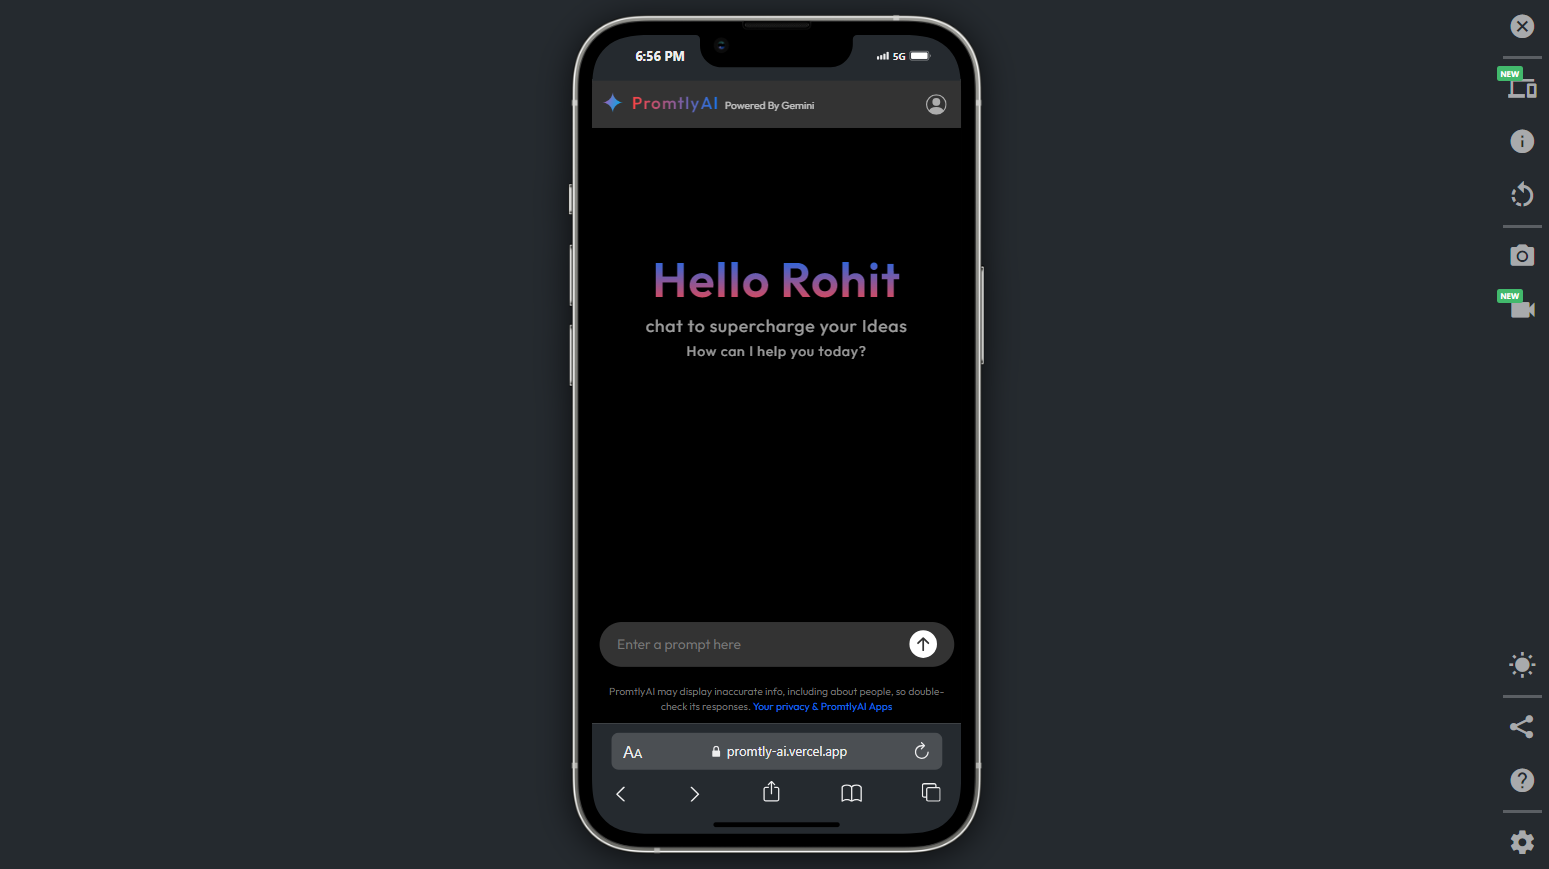 6:56 PM
5G
PromtlyAI Powered By Gemini
NEW
NEW
Hello Rohit
chat to supercharge your Ideas
How can I help you today?
Enter a prompt here
PromtlyAI may display inaccurate info, including about people, so double-
check its responses. Your privacy & PromtlyAI Apps
AA promtly-ai.vercel.app